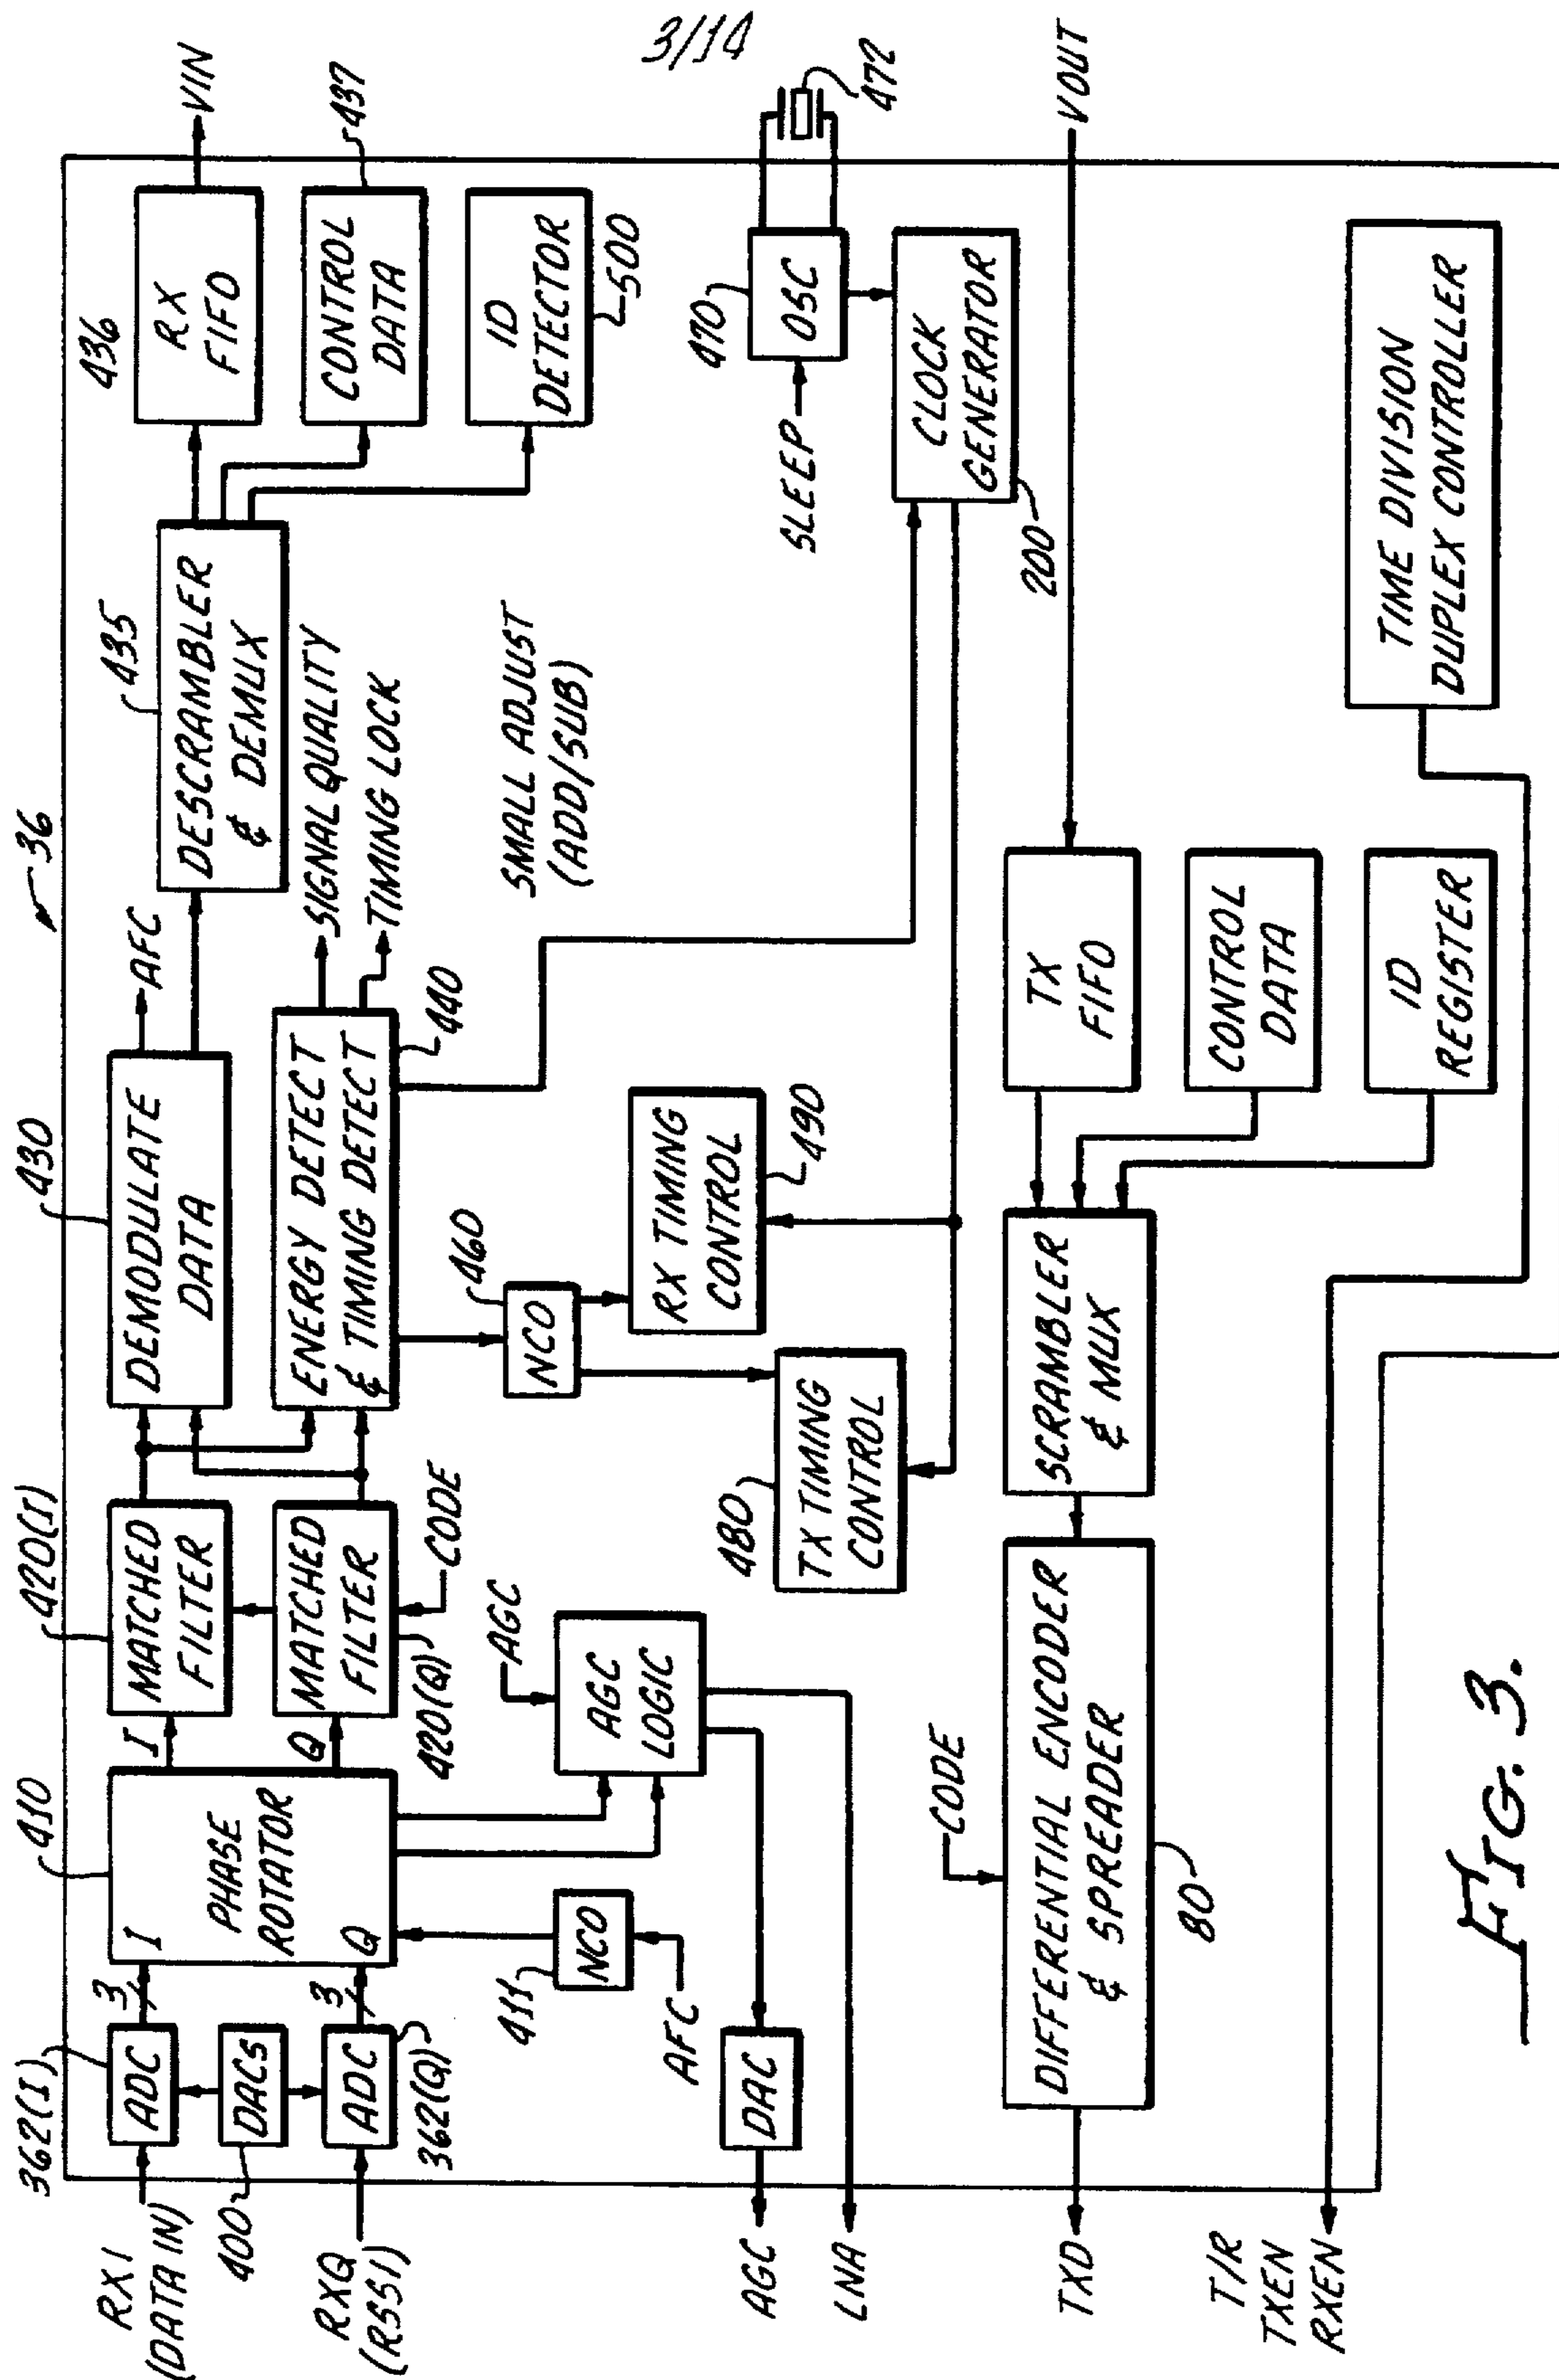 3/14
36
RX I
(DATA IN)
362(I)
ADC
3
400
DACS
RXQ
(RSSI)
ADC
3
362(Q)
410
I
PHASE
ROTATOR
Q
I
Q
411
NCO
AFC
420(I)
MATCHED
FILTER
MATCHED
FILTER
420(Q)
CODE
430
DEMODULATE
DATA
AFC
ENERGY DETECT
& TIMING DETECT
440
SIGNAL QUALITY
TIMING LOCK
435
DESCRAMBLER
& DEMUX
436
RX
FIFO
VIN
CONTROL
DATA
437
ID
DETECTOR
500
SMALL ADJUST
(ADD/SUB)
AGC
AGC
LOGIC
DAC
AGC
LNA
460
NCO
RX TIMING
CONTROL
490
480
TX TIMING
CONTROL
470
OSC
SLEEP
472
CLOCK
GENERATOR
200
VOUT
TX
FIFO
CONTROL
DATA
ID
REGISTER
SCRAMBLER
& MUX
CODE
DIFFERENTIAL ENCODER
& SPREADER
80
TXD
TIME DIVISION
DUPLEX CONTROLLER
T/R
TXEN
RXEN
FIG. 3.